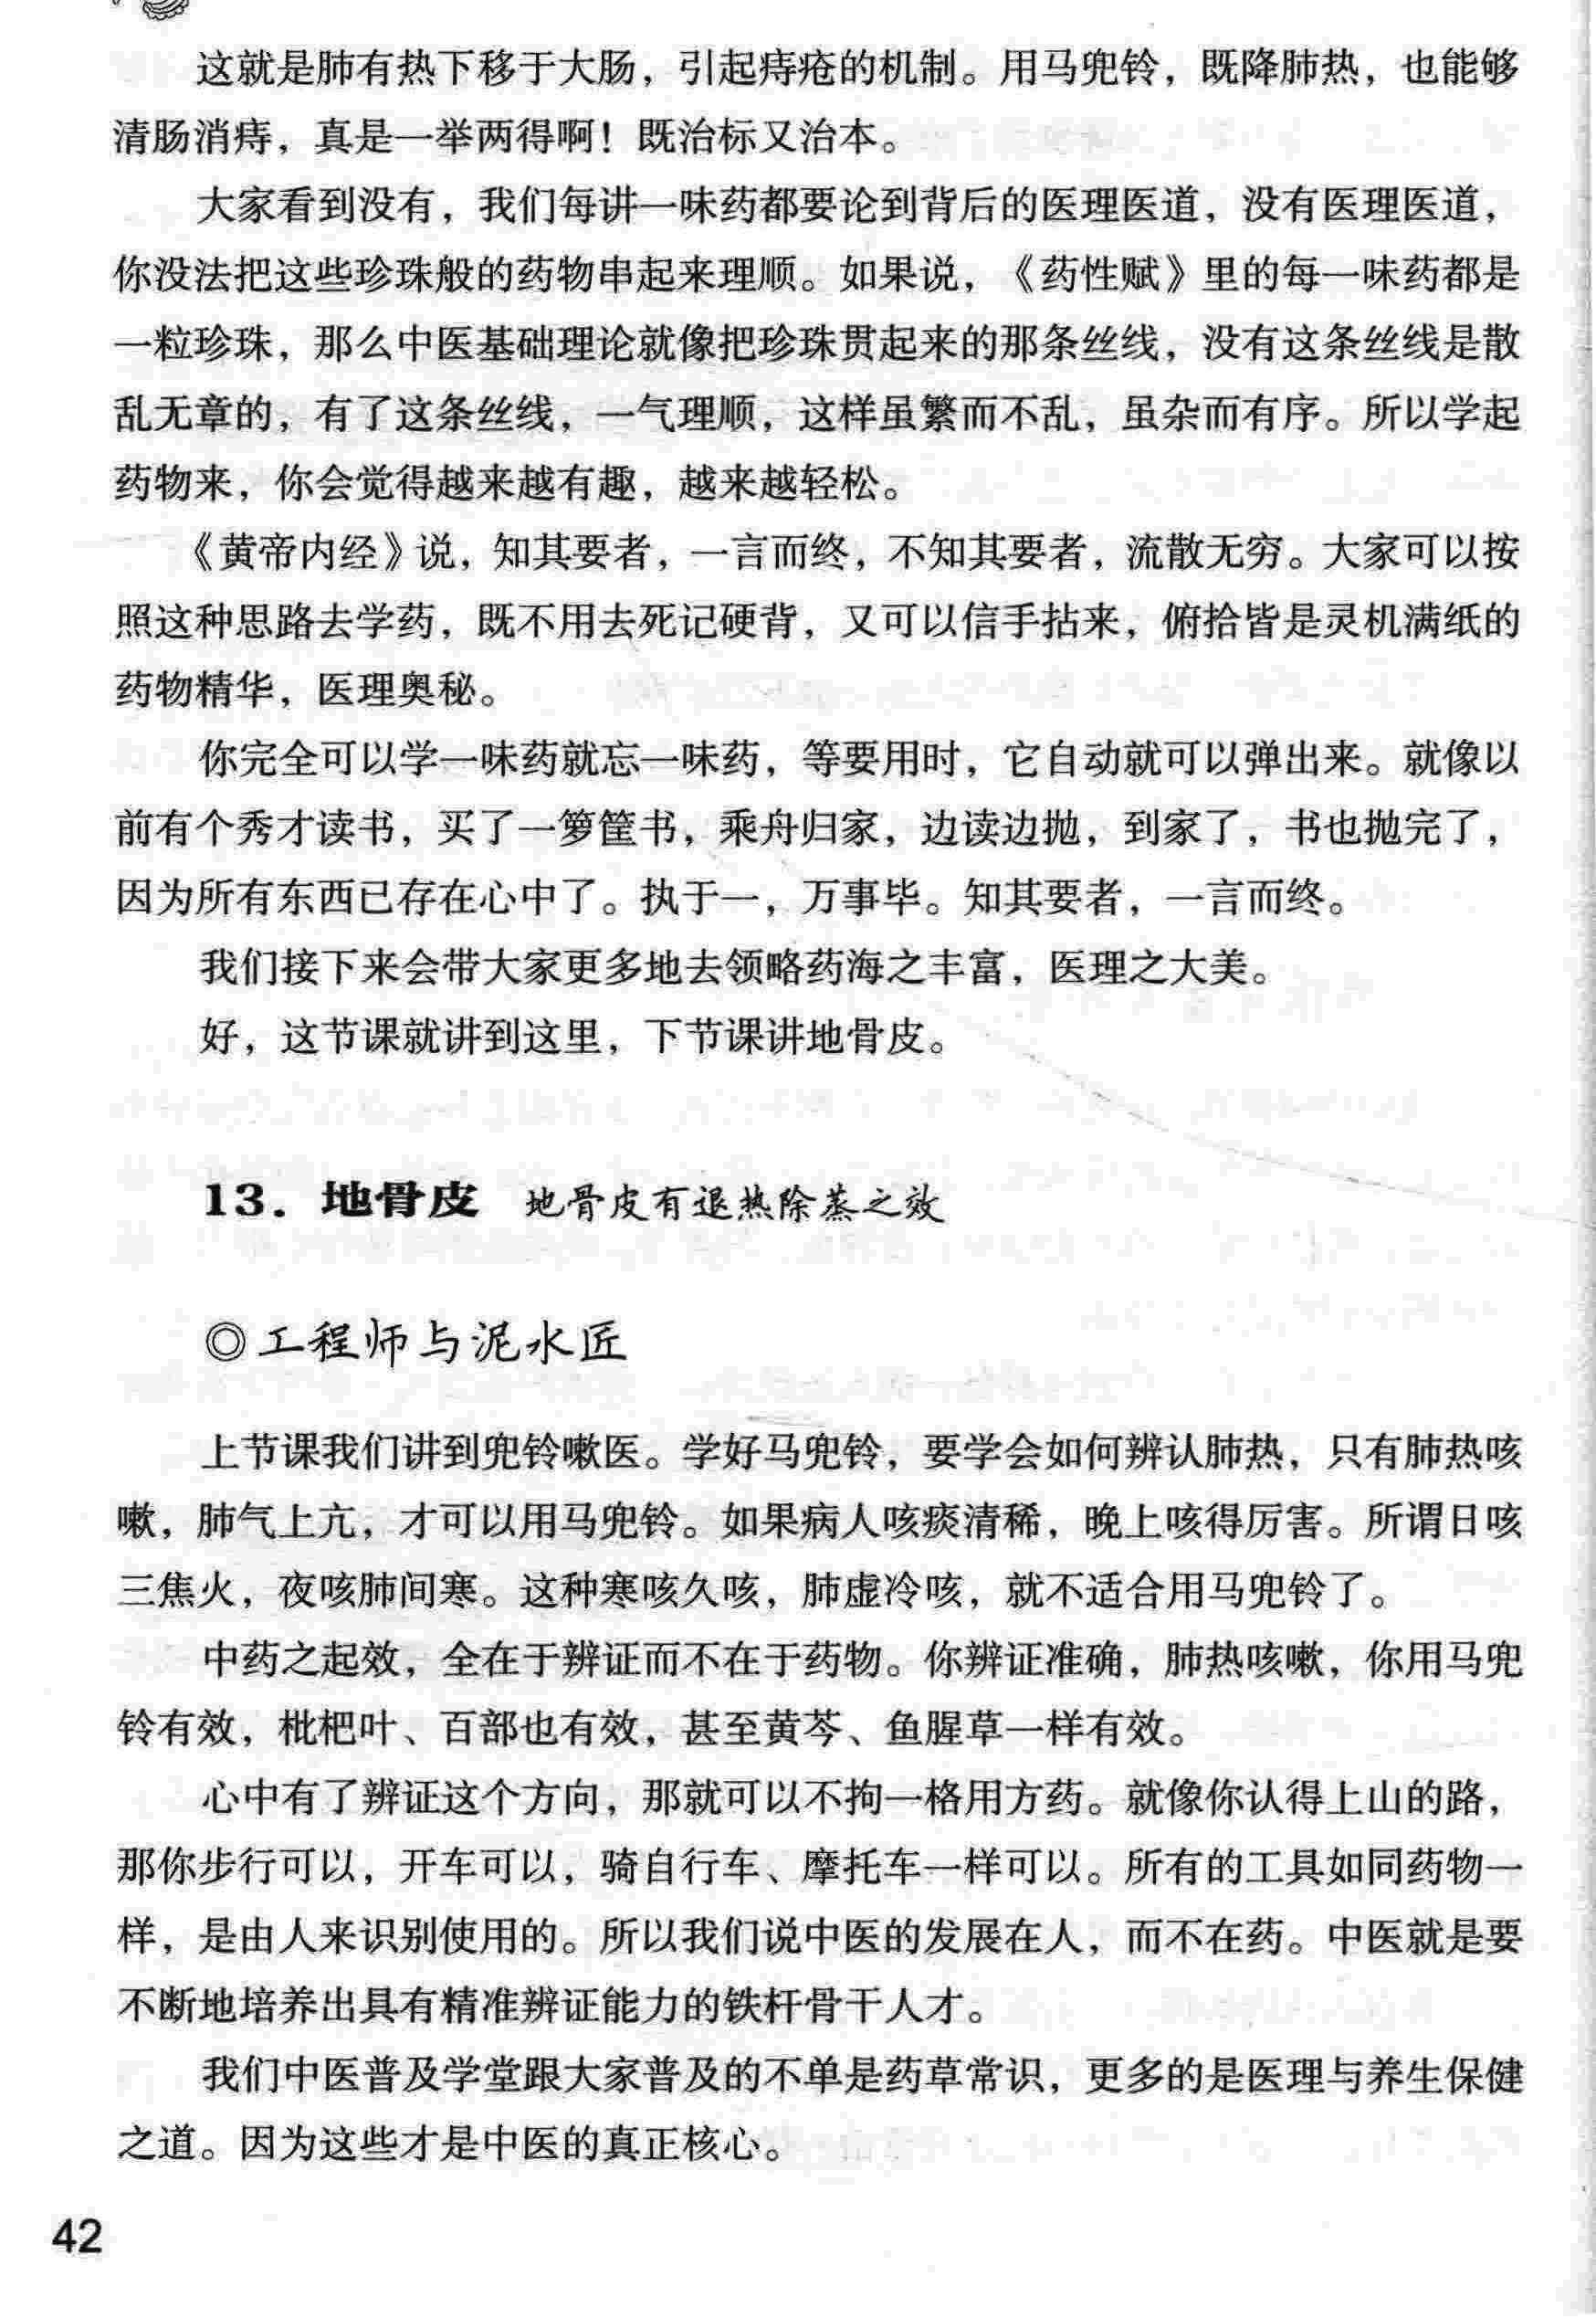 这就是肺有热下移于大肠，引起痔疮的机制。用马兜铃，既降肺热，也能够
清肠消痔，真是一举两得啊！既治标又治本。
大家看到没有，我们每讲一味药都要论到背后的医理医道，没有医理医道，
你没法把这些珍珠般的药物串起来理顺。如果说，《药性赋》里的每一味药都是
一粒珍珠，那么中医基础理论就像把珍珠贯起来的那条丝线，没有这条丝线是散
乱无章的，有了这条丝线，一气理顺，这样虽繁而不乱，虽杂而有序。所以学起
药物来，你会觉得越来越有趣，越来越轻松。
《黄帝内经》说，知其要者，一言而终，不知其要者，流散无穷。大家可以按
照这种思路去学药，既不用去死记硬背，又可以信手拈来，俯拾皆是灵机满纸的
药物精华，医理奥秘。
你完全可以学一味药就忘一味药，等要用时，它自动就可以弹出来。就像以
前有个秀才读书，买了一箩筐书，乘舟归家，边读边抛，到家了，书也抛完了，
因为所有东西已存在心中了。执于一，万事毕。知其要者，一言而终。
我们接下来会带大家更多地去领略药海之丰富，医理之大美。
好，这节课就讲到这里，下节课讲地骨皮。
13. 地骨皮 地骨皮有退热除蒸之效
◎工程师与泥水匠
上节课我们讲到兜铃嗽医。学好马兜铃，要学会如何辨认肺热，只有肺热咳
嗽，肺气上亢，才可以用马兜铃。如果病人咳痰清稀，晚上咳得厉害。所谓日咳
三焦火，夜咳肺间寒。这种寒咳久咳，肺虚冷咳，就不适合用马兜铃了。
中药之起效，全在于辨证而不在于药物。你辨证准确，肺热咳嗽，你用马兜
铃有效，枇杷叶、百部也有效，甚至黄芩、鱼腥草一样有效。
心中有了辨证这个方向，那就可以不拘一格用方药。就像你认得上山的路，
那你步行可以，开车可以，骑自行车、摩托车一样可以。所有的工具如同药物一
样，是由人来识别使用的。所以我们说中医的发展在人，而不在药。中医就是要
不断地培养出具有精准辨证能力的铁杆骨干人才。
我们中医普及学堂跟大家普及的不单是药草常识，更多的是医理与养生保健
之道。因为这些才是中医的真正核心。
42